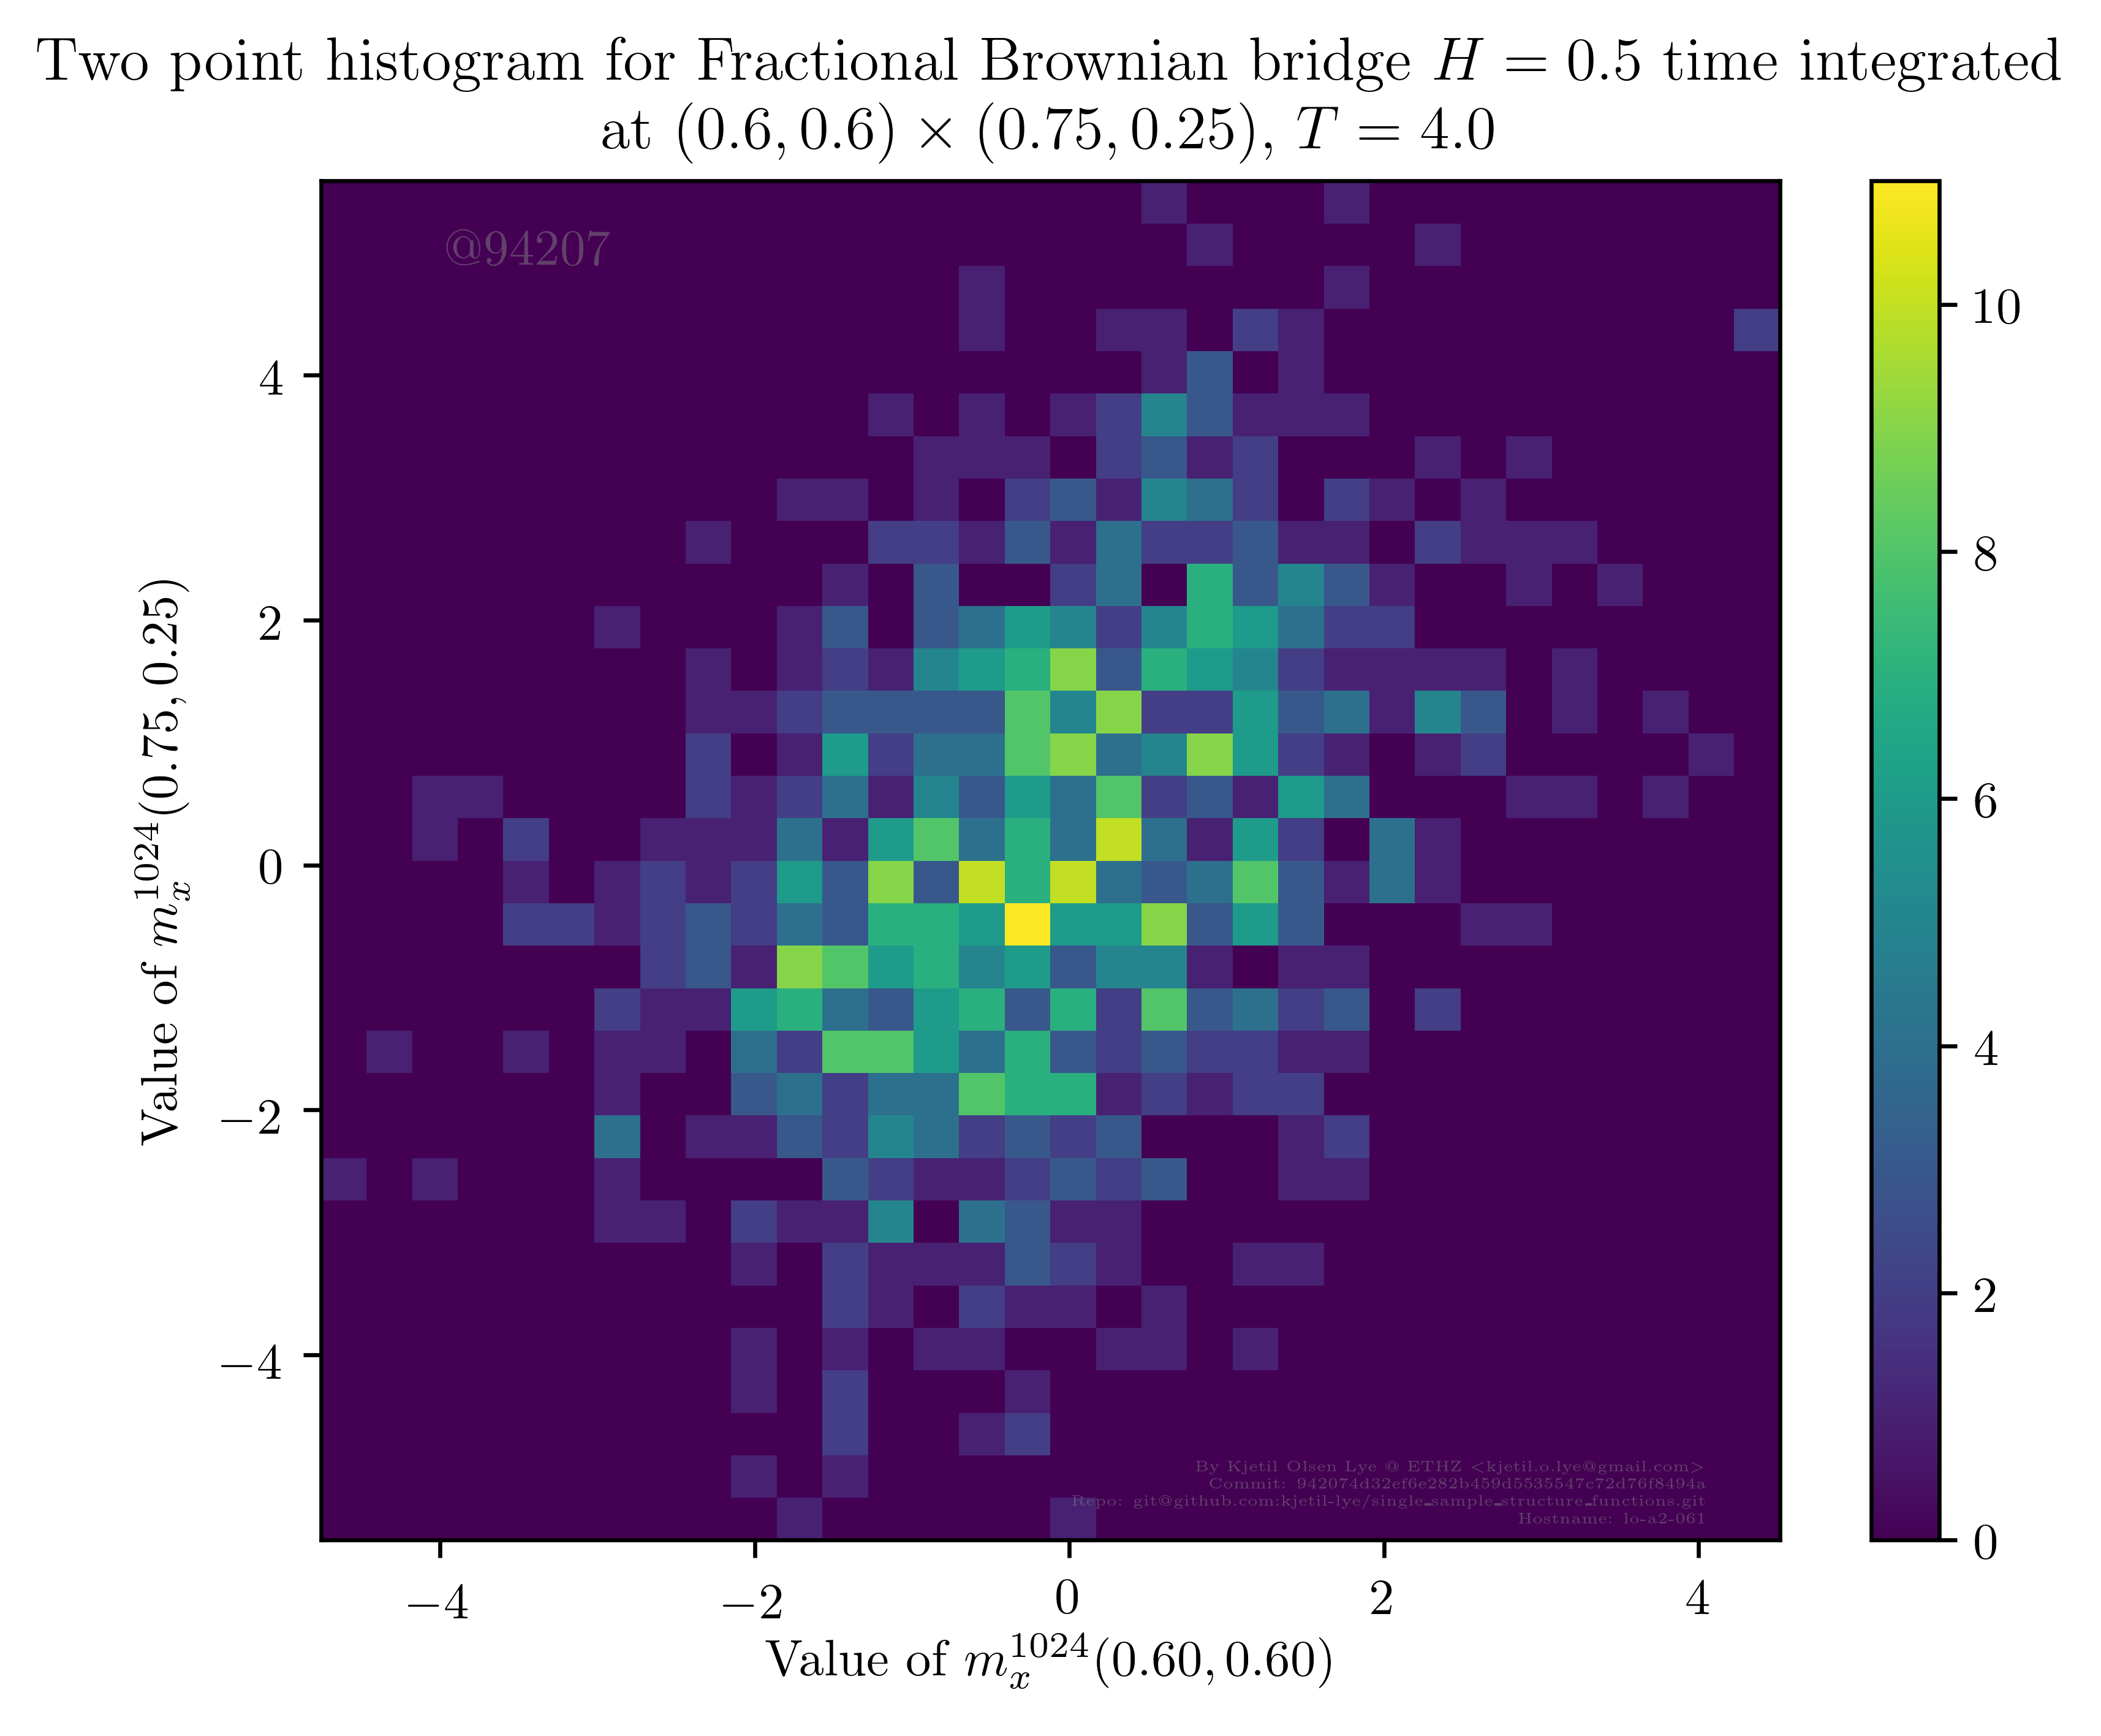 Two point histogram for Fractional Brownian bridge H = 0.5 time integrated
at (0.6, 0.6) × (0.75, 0.25), T = 4.0
@94207
Value of m_x^1024(0.75, 0.25)
4
2
0
−2
−4
−4
−2
0
2
4
Value of m_x^1024(0.60, 0.60)
10
8
6
4
2
0
By Kjetil Olsen Lye @ ETHZ <kjetil.o.lye@gmail.com>
Commit: 942074d32ef6e282b459d5535547c72d76f8494a
Repo: git@github.com:kjetil-lye/single_sample_structure_functions.git
Hostname: lo-a2-061